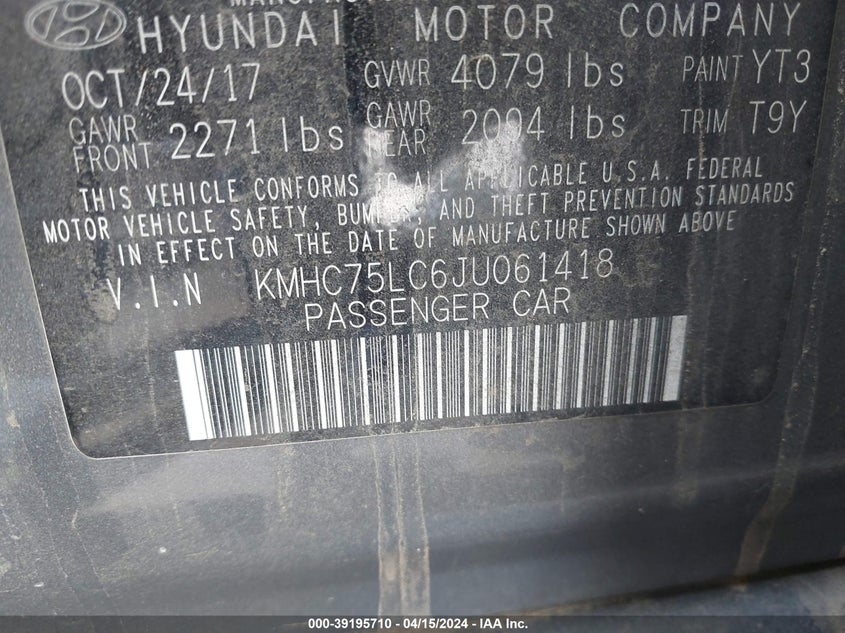 HYUNDAI MOTOR COMPANY
OCT/24/17 GVWR 4079 lbs PAINT YT3
GAWR FRONT 2271 lbs GAWR REAR 2094 lbs TRIM T9Y
THIS VEHICLE CONFORMS TO ALL APPLICABLE U.S.A. FEDERAL
MOTOR VEHICLE SAFETY, BUMPER, AND THEFT PREVENTION STANDARDS
IN EFFECT ON THE DATE OF MANUFACTURE SHOWN ABOVE
V.I.N KMHC75LC6JU061418
PASSENGER CAR
000-39195710 - 04/15/2024 - IAA Inc.